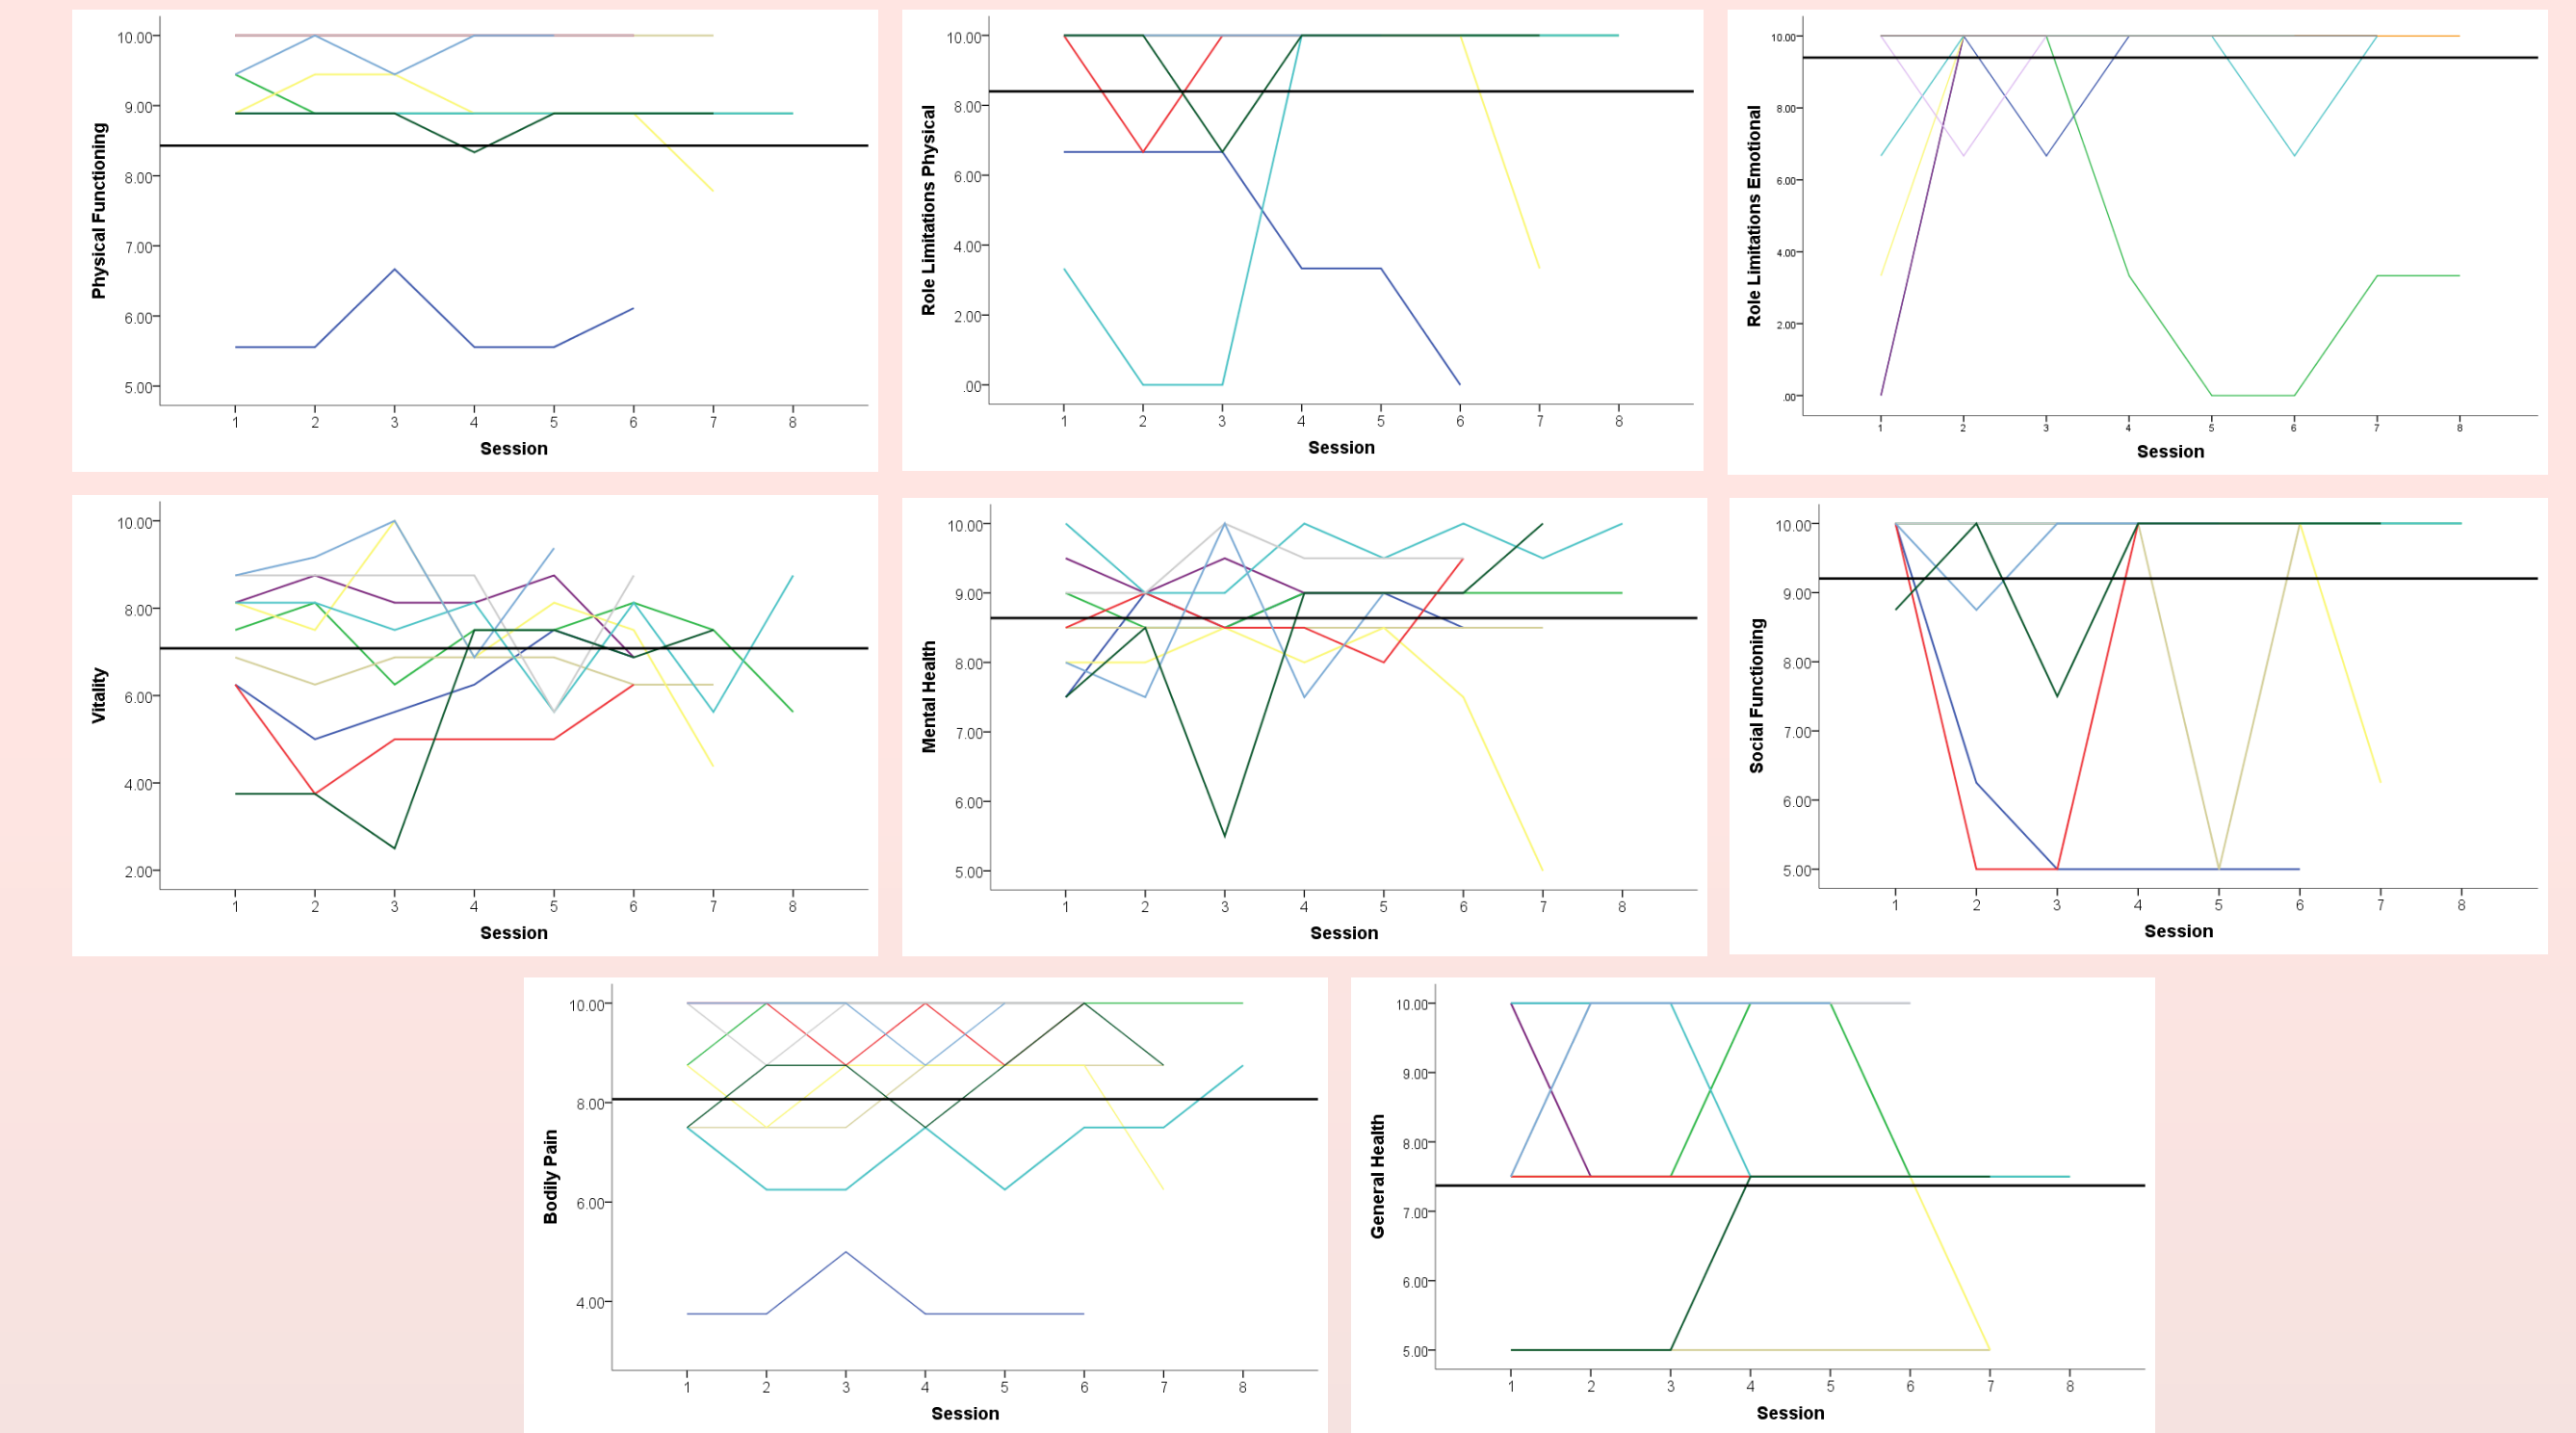 Physical Functioning
10.00
9.00
8.00
7.00
6.00
5.00
1 2 3 4 5 6 7 8
Session
Role Limitations Physical
10.00
8.00
6.00
4.00
2.00
.00
1 2 3 4 5 6 7 8
Session
Role Limitations Emotional
10.00
8.00
6.00
4.00
2.00
.00
1 2 3 4 5 6 7 8
Session
Vitality
10.00
8.00
6.00
4.00
2.00
1 2 3 4 5 6 7 8
Session
Mental Health
10.00
9.00
8.00
7.00
6.00
5.00
1 2 3 4 5 6 7 8
Session
Social Functioning
10.00
9.00
8.00
7.00
6.00
5.00
1 2 3 4 5 6 7 8
Session
Bodily Pain
10.00
8.00
6.00
4.00
1 2 3 4 5 6 7 8
Session
General Health
10.00
9.00
8.00
7.00
6.00
5.00
1 2 3 4 5 6 7 8
Session